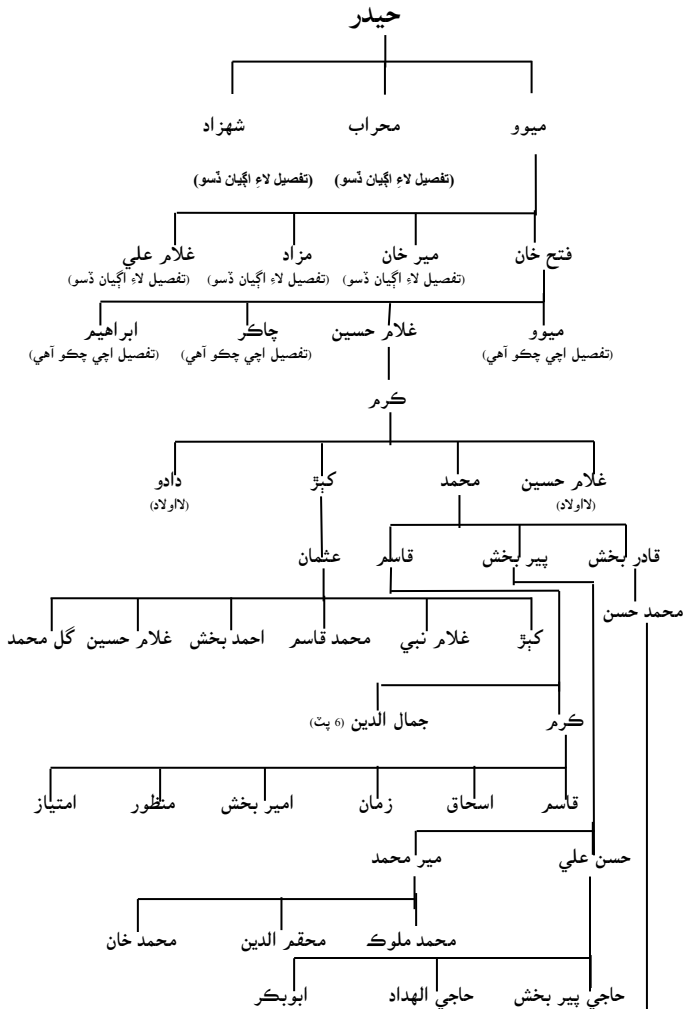 حيدر
ميوو محراب شهزاد
(تفصيل لاءِ اڳيان ڏسو) (تفصيل لاءِ اڳيان ڏسو)
فتح خان مير خان مزاد غلام علي
(تفصيل لاءِ اڳيان ڏسو) (تفصيل لاءِ اڳيان ڏسو) (تفصيل لاءِ اڳيان ڏسو)
ميوو غلام حسين چاڪر ابراهيم
(تفصيل اچي چڪو آهي) (تفصيل اچي چڪو آهي) (تفصيل اچي چڪو آهي)
ڪرم
غلام حسين محمد کٻڙ دادو
(لااولاد) (لااولاد)
قادر بخش پير بخش قاسم عثمان
محمد حسن
کٻڙ غلام نبي محمد قاسم احمد بخش غلام حسين گل محمد
ڪرم جمال الدين (6 پٽ)
قاسم اسحاق زمان امير بخش منظور امتياز
حسن علي مير محمد
محمد ملوڪ محقم الدين محمد خان
حاجي پير بخش حاجي الهداد ابوبڪر